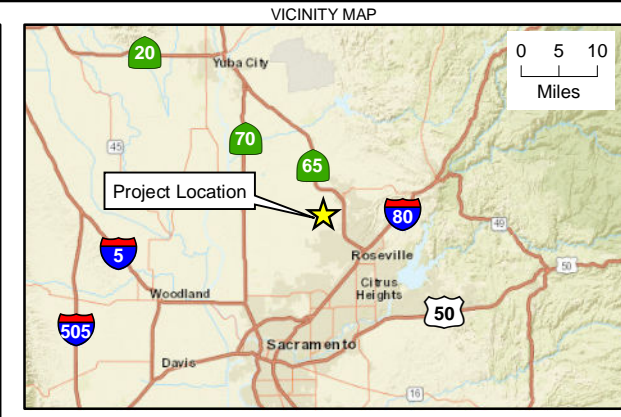 VICINITY MAP
20
Yuba City
0 5 10
Miles
45
70
65
Project Location
80
49
5
Roseville
50
Citrus
Heights
Woodland
50
505
Sacramento
Davis
16